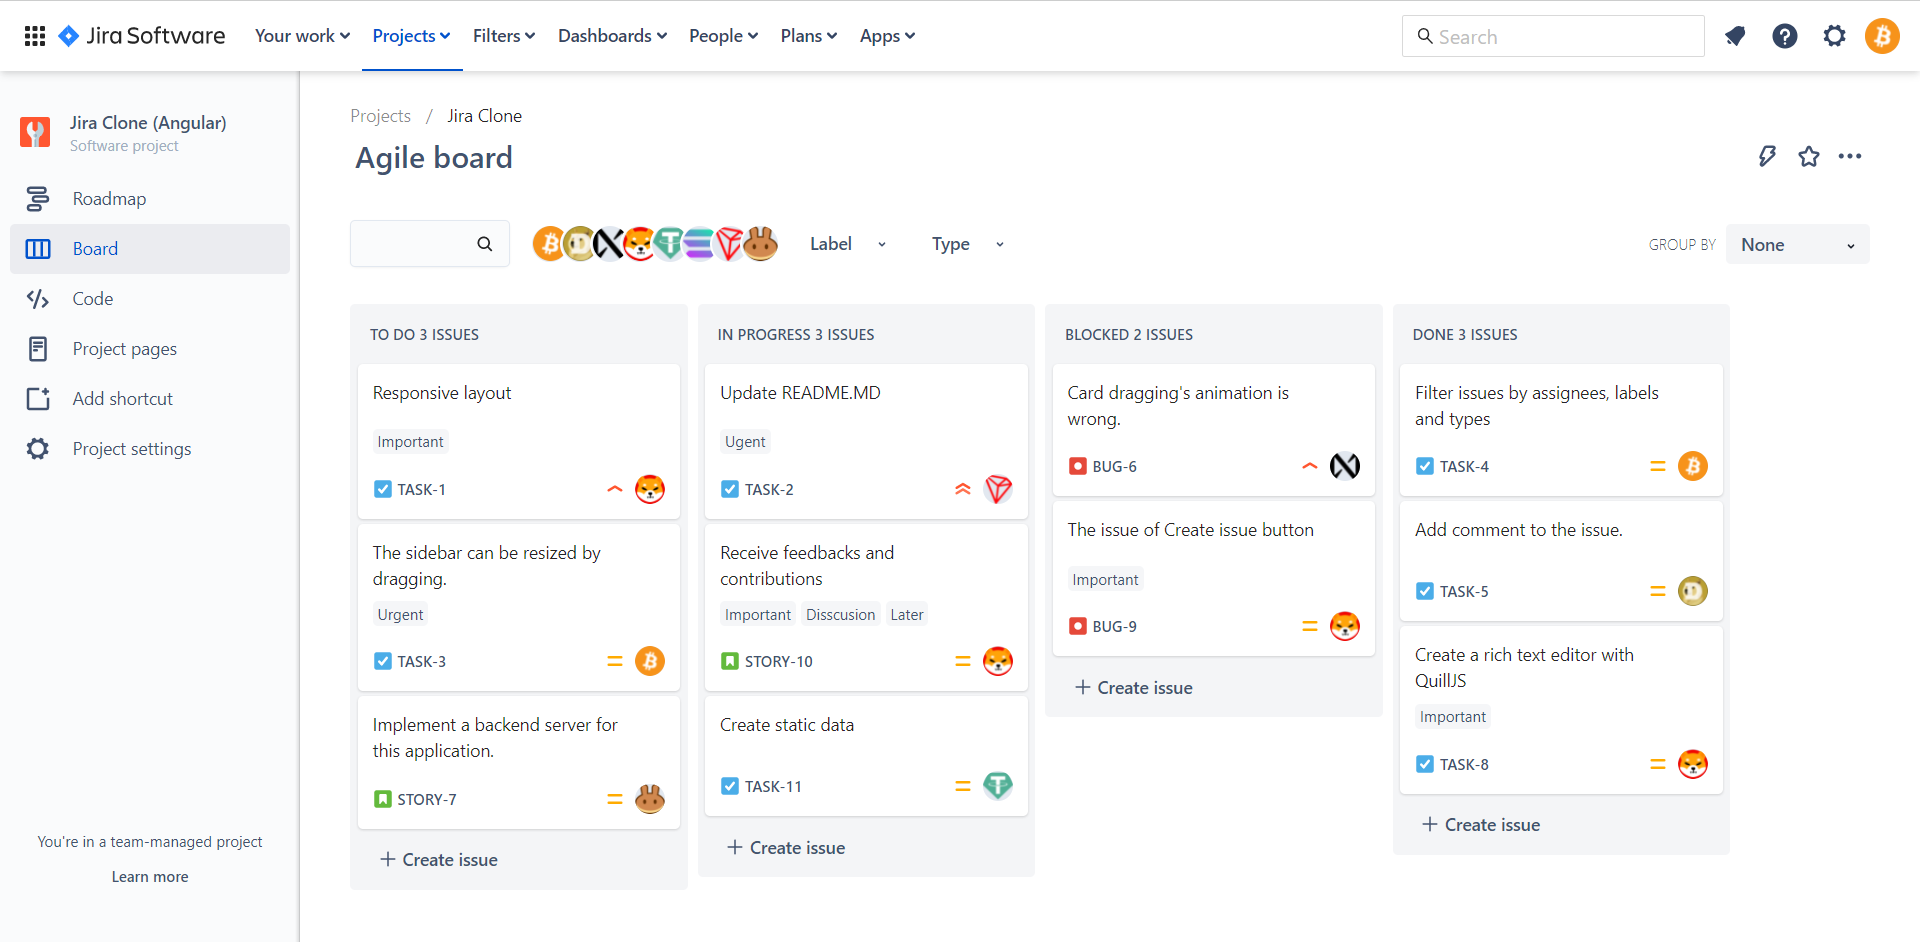 Jira Software
Your work
Projects
Filters
Dashboards
People
Plans
Apps
Search
Jira Clone (Angular)
Software project
Roadmap
Board
Code
Project pages
Add shortcut
Project settings
You're in a team-managed project
Learn more
Projects / Jira Clone
Agile board
Label
Type
GROUP BY
None
TO DO 3 ISSUES
Responsive layout
Important
TASK-1
The sidebar can be resized by
dragging.
Urgent
TASK-3
Implement a backend server for
this application.
STORY-7
+ Create issue
IN PROGRESS 3 ISSUES
Update README.MD
Ugent
TASK-2
Receive feedbacks and
contributions
Important Disscusion Later
STORY-10
Create static data
TASK-11
+ Create issue
BLOCKED 2 ISSUES
Card dragging's animation is
wrong.
BUG-6
The issue of Create issue button
Important
BUG-9
+ Create issue
DONE 3 ISSUES
Filter issues by assignees, labels
and types
TASK-4
Add comment to the issue.
TASK-5
Create a rich text editor with
QuillJS
Important
TASK-8
+ Create issue